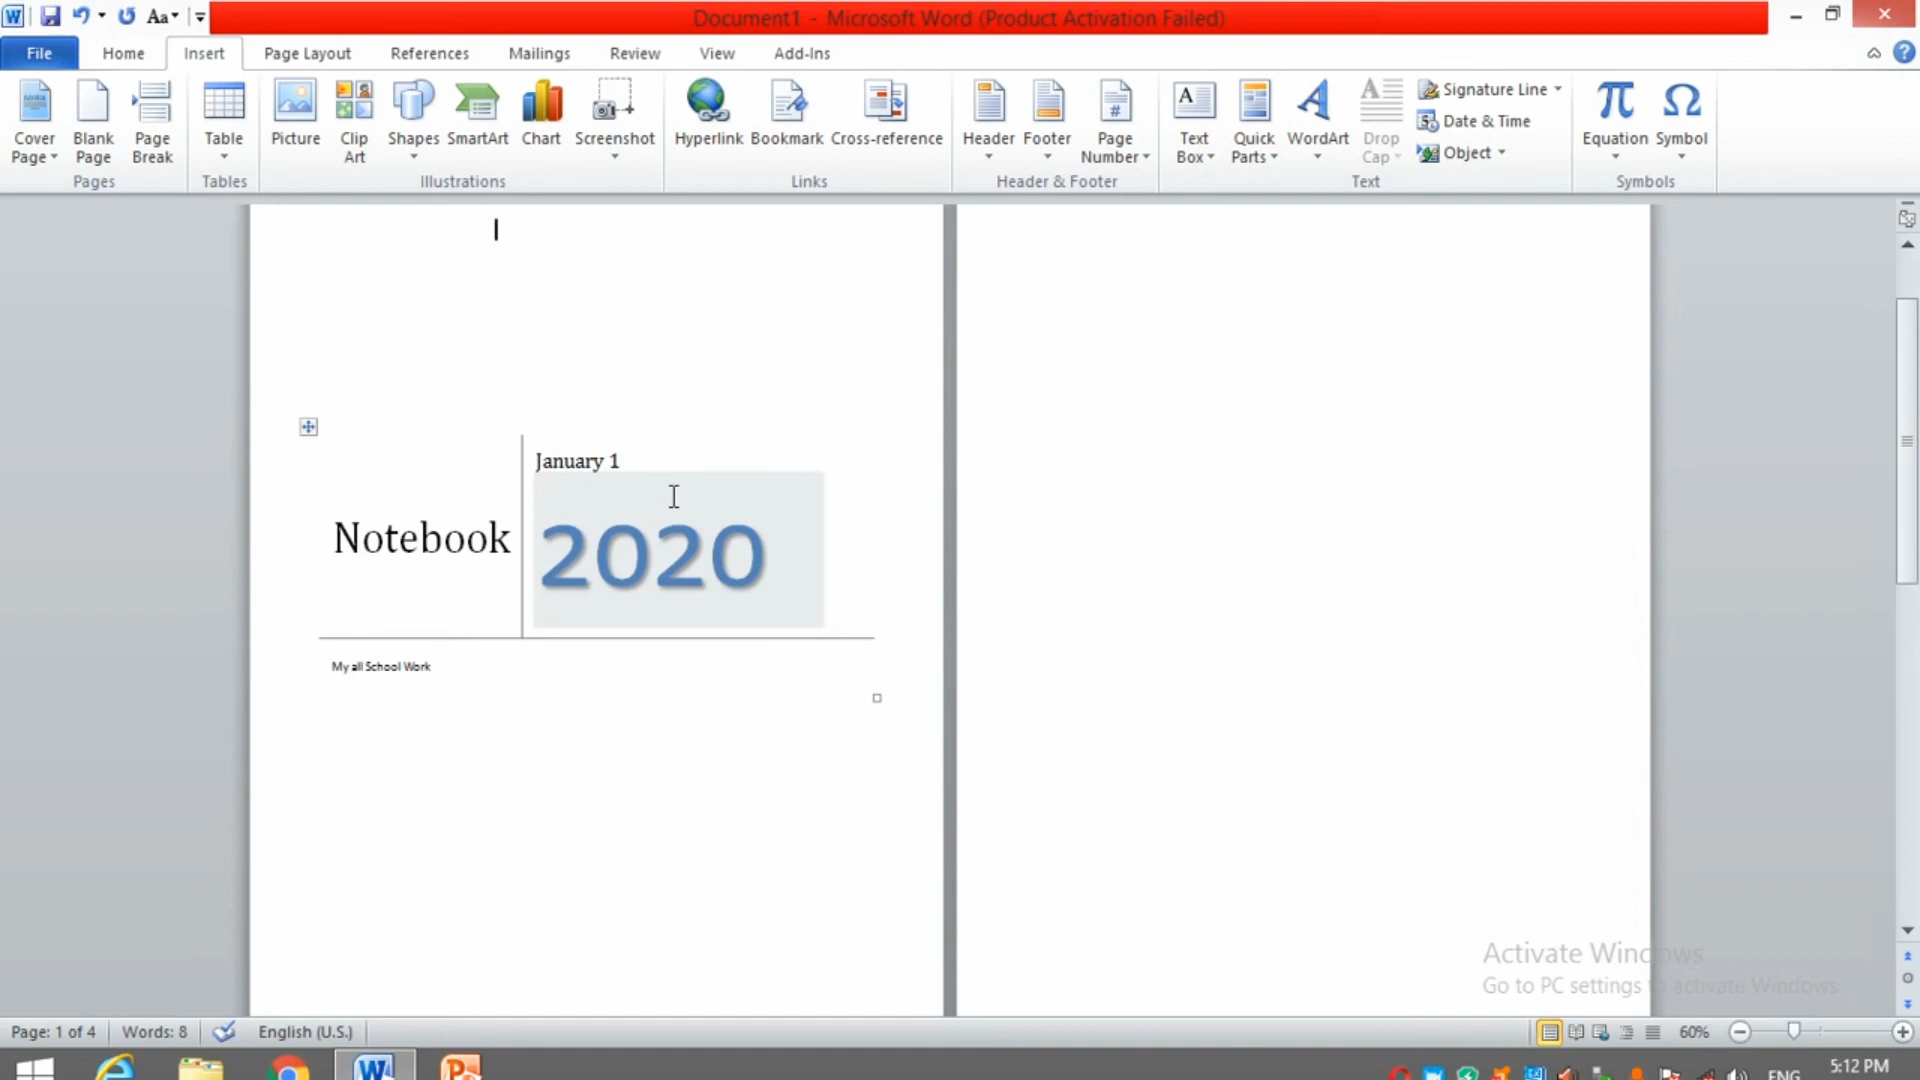 Document1 - Microsoft Word (Product Activation Failed)
File Home Insert Page Layout References Mailings Review View Add-Ins
Cover Page
Blank Page
Page Break
Table
Picture
Clip Art
Shapes
SmartArt
Chart
Screenshot
Hyperlink
Bookmark
Cross-reference
Header
Footer
Page Number
Text Box
Quick Parts
WordArt
Drop Cap
Signature Line
Date & Time
Object
Equation
Symbol
Pages Tables Illustrations Links Header & Footer Text Symbols
January 1
Notebook
2020
My all School Work
Activate Windows
Go to PC settings to activate Windows.
Page: 1 of 4 Words: 8 English (U.S.) 60%
ENG 5:12 PM